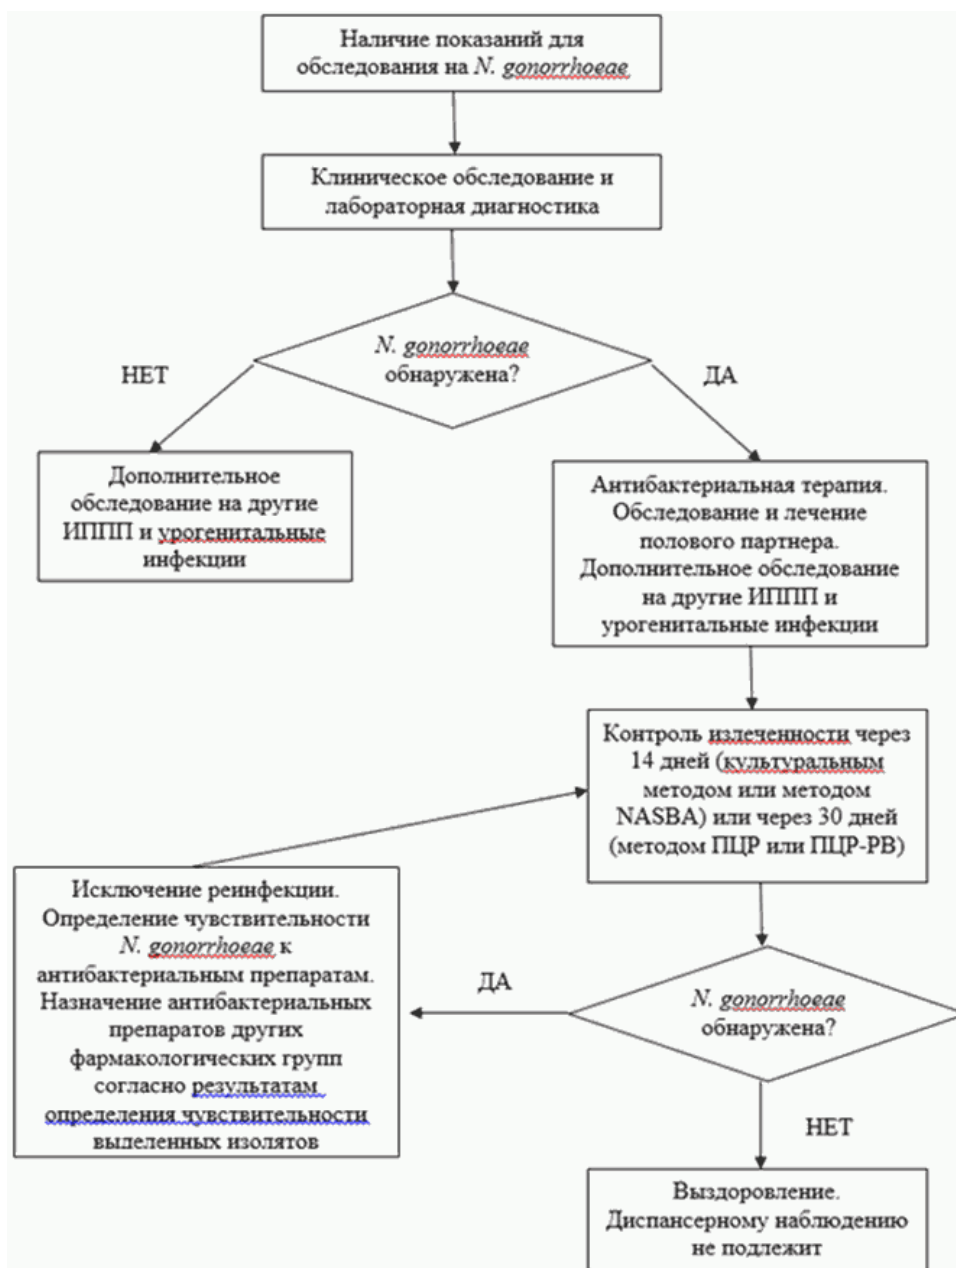 Наличие показаний для
обследования на N. gonorrhoeae
Клиническое обследование и
лабораторная диагностика
N. gonorrhoeae
обнаружена?
НЕТ
ДА
Дополнительное
обследование на другие
ИППП и урогенитальные
инфекции
Антибактериальная терапия.
Обследование и лечение
полового партнера.
Дополнительное обследование
на другие ИППП и
урогенитальные инфекции
Контроль излеченности через
14 дней (культуральным
методом или методом
NASBA) или через 30 дней
(методом ПЦР или ПЦР-РВ)
Исключение реинфекции.
Определение чувствительности
N. gonorrhoeae к
антибактериальным препаратам.
Назначение антибактериальных
препаратов других
фармакологических групп
согласно результатам
определения чувствительности
выделенных изолятов
ДА
N. gonorrhoeae
обнаружена?
НЕТ
Выздоровление.
Диспансерному наблюдению
не подлежит